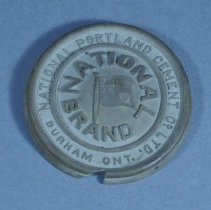 NATIONAL PORTLAND CEMENT Co LTD.
DURHAM ONT.
NATIONAL
BRAND